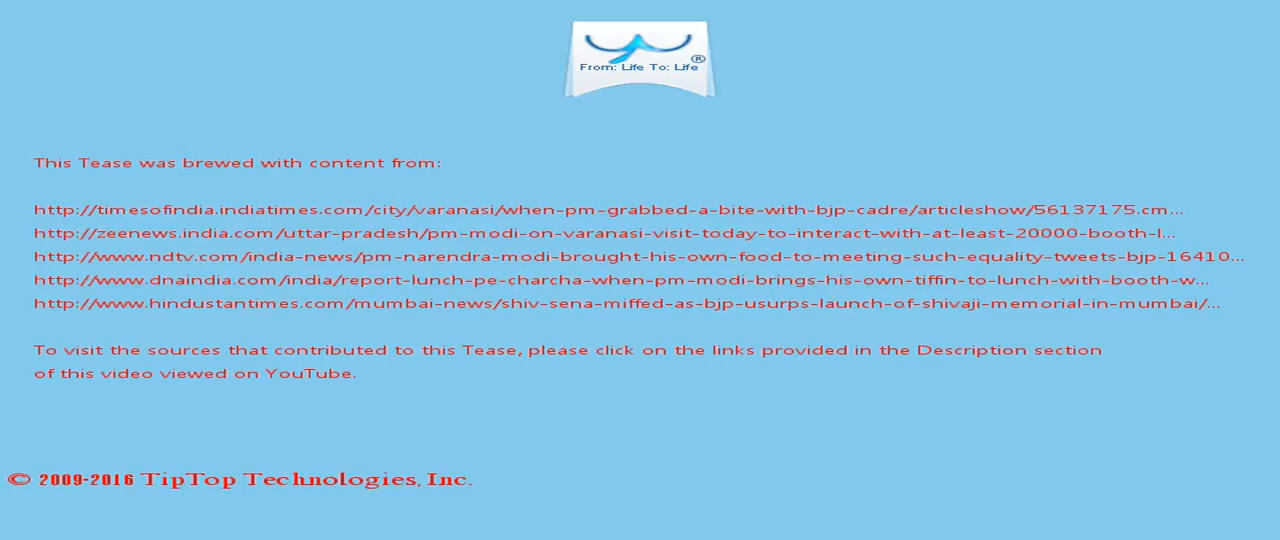 From: Life To: Life ®
This Tease was brewed with content from:
http://timesofindia.indiatimes.com/city/varanasi/when-pm-grabbed-a-bite-with-bjp-cadre/articleshow/56137175.cm...
http://zeenews.india.com/uttar-pradesh/pm-modi-on-varanasi-visit-today-to-interact-with-at-least-20000-booth-l...
http://www.ndtv.com/india-news/pm-narendra-modi-brought-his-own-food-to-meeting-such-equality-tweets-bjp-16410...
http://www.dnaindia.com/india/report-lunch-pe-charcha-when-pm-modi-brings-his-own-tiffin-to-lunch-with-booth-w...
http://www.hindustantimes.com/mumbai-news/shiv-sena-miffed-as-bjp-usurps-launch-of-shivaji-memorial-in-mumbai/...
To visit the sources that contributed to this Tease, please click on the links provided in the Description section
of this video viewed on YouTube.
© 2009-2016 TipTop Technologies, Inc.